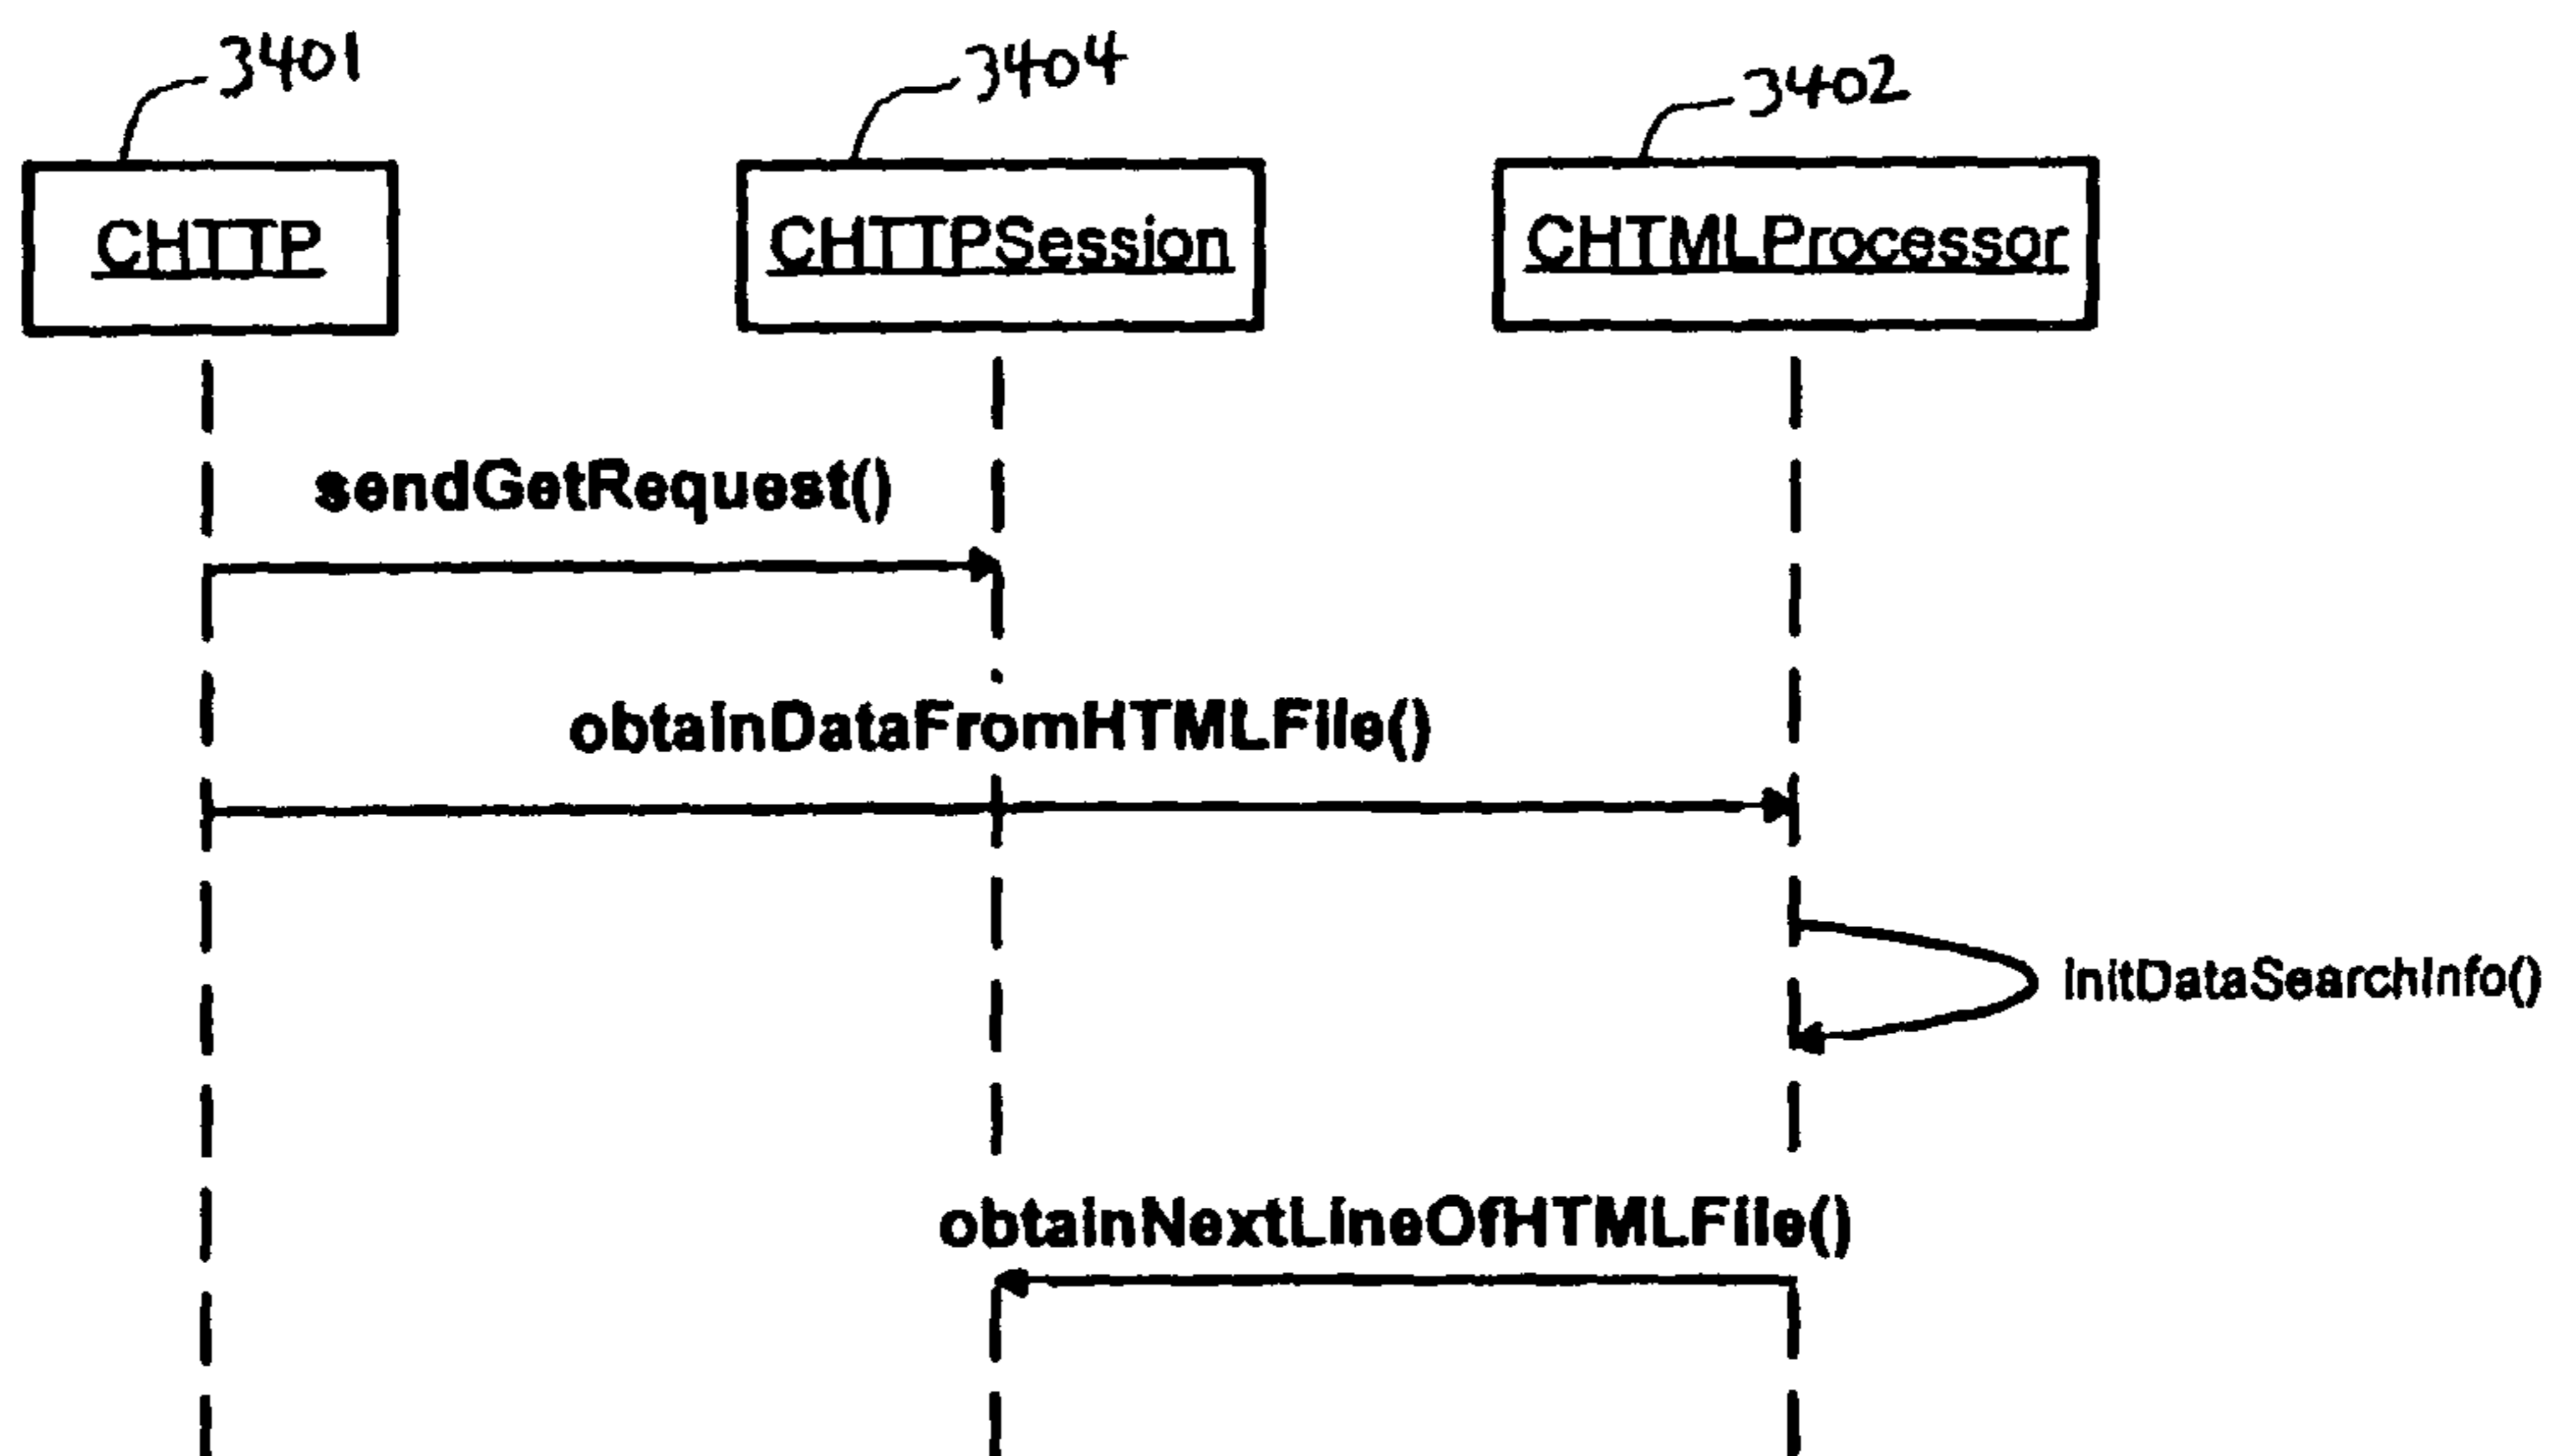 3401
3404
3402
CHTTP
CHTTPSession
CHTMLProcessor
sendGetRequest()
obtainDataFromHTMLFile()
initDataSearchInfo()
obtainNextLineOfHTMLFile()